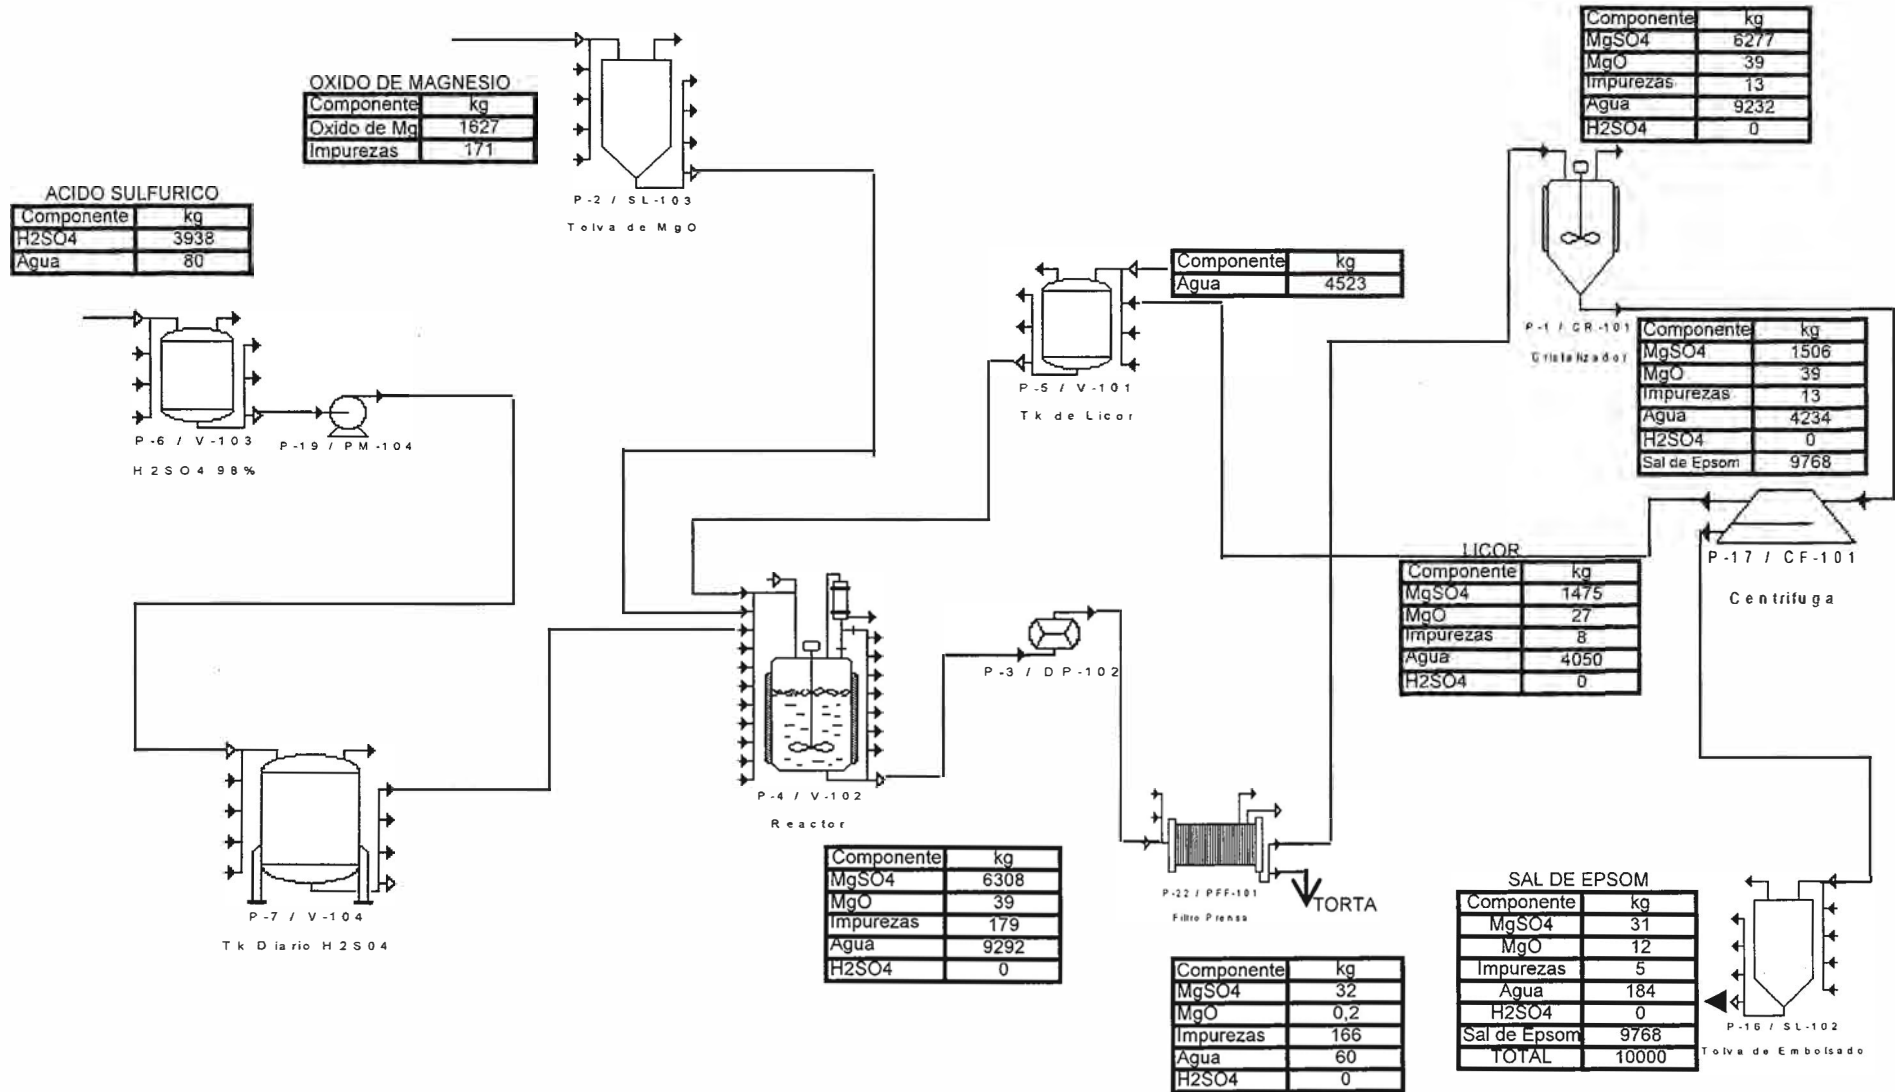 OXIDO DE MAGNESIO
Componente kg
Oxido de Mg 1627
Impurezas 171
P-2 / SL-103
Tolva de MgO
ACIDO SULFURICO
Componente kg
H2SO4 3938
Agua 80
P-6 / V-103
H2SO4 98%
P-19 / PM-104
Componente kg
Agua 4523
P-5 / V-101
Tk de Licor
Componente kg
MgSO4 6277
MgO 39
Impurezas 13
Agua 9232
H2SO4 0
P-1 / CR-101
Cristalizador
Componente kg
MgSO4 1506
MgO 39
Impurezas 13
Agua 4234
H2SO4 0
Sal de Epsom 9768
P-17 / CF-101
Centrifuga
LICOR
Componente kg
MgSO4 1475
MgO 27
Impurezas 8
Agua 4050
H2SO4 0
P-3 / DP-102
P-4 / V-102
Reactor
Componente kg
MgSO4 6308
MgO 39
Impurezas 179
Agua 9292
H2SO4 0
P-7 / V-104
Tk Diario H2SO4
P-22 / PFF-101
Filtro Prensa
TORTA
Componente kg
MgSO4 32
MgO 0,2
Impurezas 166
Agua 60
H2SO4 0
SAL DE EPSOM
Componente kg
MgSO4 31
MgO 12
Impurezas 5
Agua 184
H2SO4 0
Sal de Epsom 9768
TOTAL 10000
P-16 / SL-102
Tolva de Embolsado